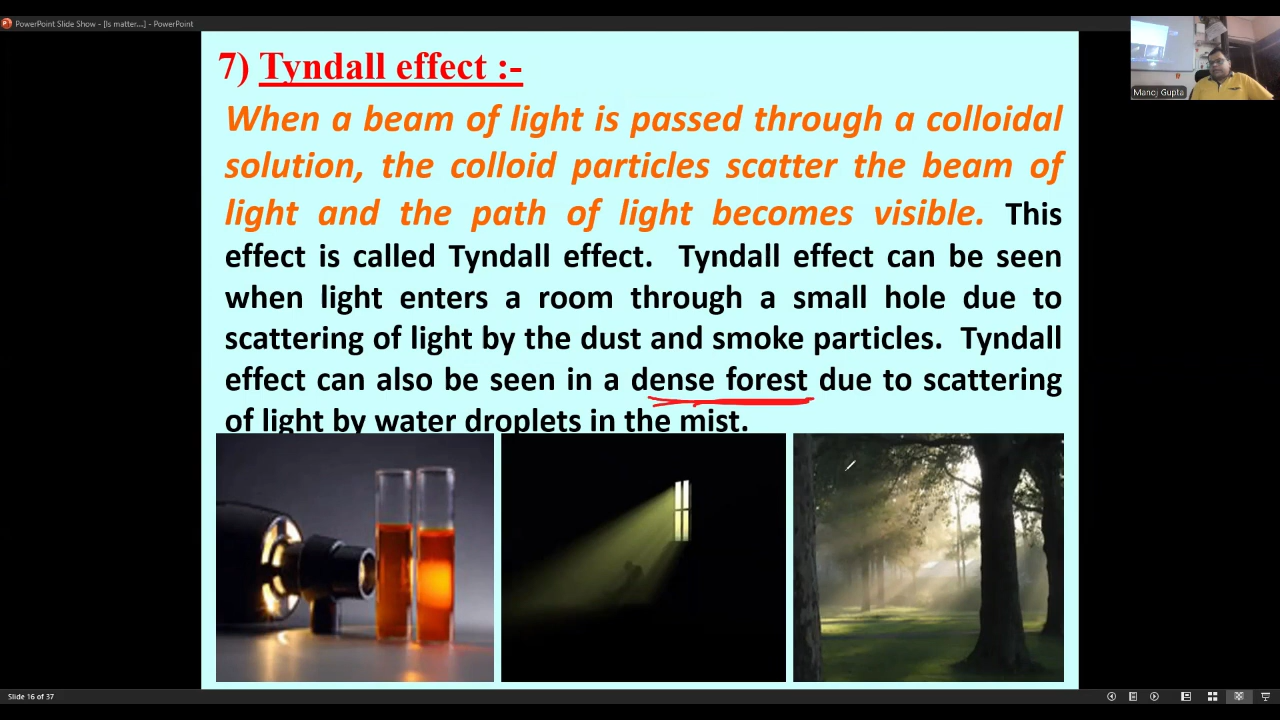 PowerPoint Slide Show - [Is matter...] - PowerPoint
Manoj Gupta
7) Tyndall effect :-
When a beam of light is passed through a colloidal
solution, the colloid particles scatter the beam of
light and the path of light becomes visible. This
effect is called Tyndall effect. Tyndall effect can be seen
when light enters a room through a small hole due to
scattering of light by the dust and smoke particles. Tyndall
effect can also be seen in a dense forest due to scattering
of light by water droplets in the mist.
Slide 16 of 37